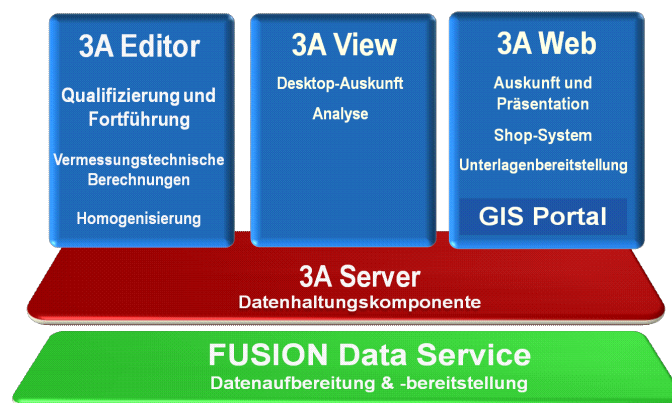 3A Editor
Qualifizierung und
Fortführung
Vermessungstechnische
Berechnungen
Homogenisierung
3A View
Desktop-Auskunft
Analyse
3A Web
Auskunft und
Präsentation
Shop-System
Unterlagenbereitstellung
GIS Portal
3A Server
Datenhaltungskomponente
FUSION Data Service
Datenaufbereitung & -bereitstellung